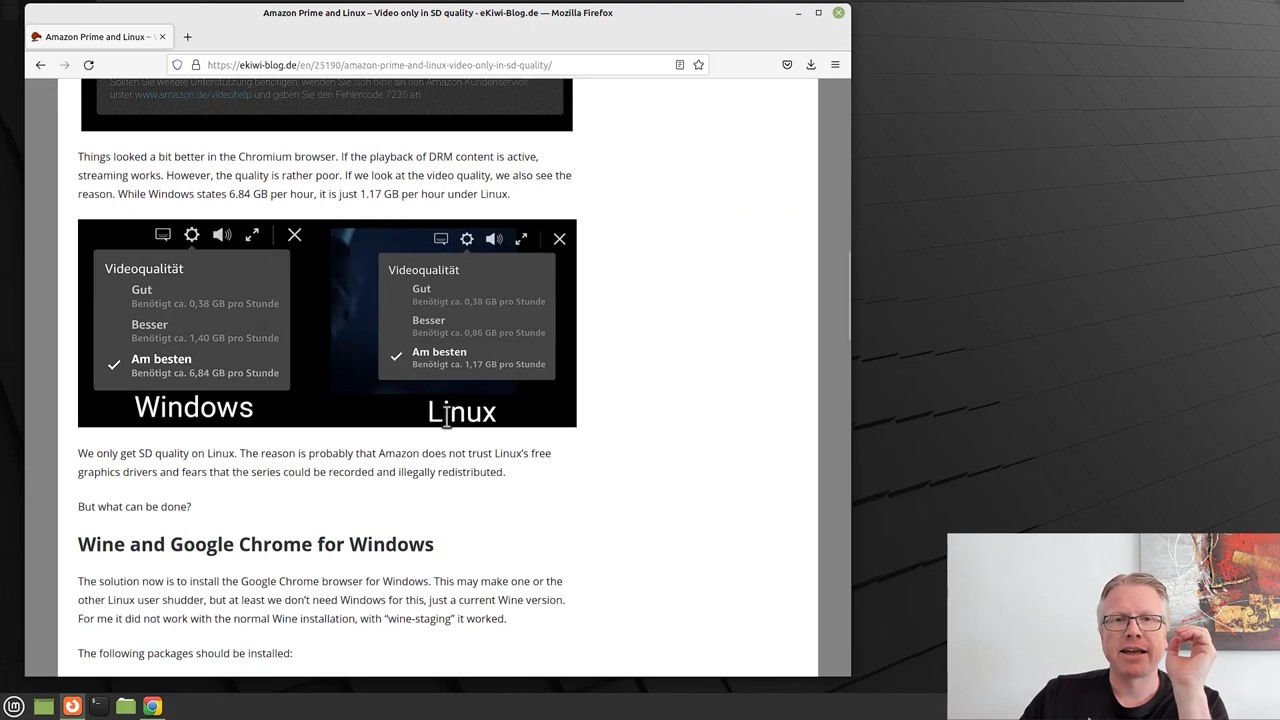 Amazon Prime and Linux – Video only in SD quality - eKiwi-Blog.de — Mozilla Firefox
Amazon Prime and Linux –
https://ekiwi-blog.de/en/25190/amazon-prime-and-linux-video-only-in-sd-quality/
Sollten Sie weitere Unterstützung benötigen, wenden Sie sich bitte an den Amazon Kundenservice
unter www.amazon.de/videohelp und geben Sie den Fehlercode 7235 an.
Things looked a bit better in the Chromium browser. If the playback of DRM content is active,
streaming works. However, the quality is rather poor. If we look at the video quality, we also see the
reason. While Windows states 6.84 GB per hour, it is just 1.17 GB per hour under Linux.
Videoqualität
Gut
Benötigt ca. 0,38 GB pro Stunde
Besser
Benötigt ca. 1,40 GB pro Stunde
Am besten
Benötigt ca. 6,84 GB pro Stunde
Windows
Videoqualität
Gut
Benötigt ca. 0,38 GB pro Stunde
Besser
Benötigt ca. 0,86 GB pro Stunde
Am besten
Benötigt ca. 1,17 GB pro Stunde
Linux
We only get SD quality on Linux. The reason is probably that Amazon does not trust Linux’s free
graphics drivers and fears that the series could be recorded and illegally redistributed.
But what can be done?
Wine and Google Chrome for Windows
The solution now is to install the Google Chrome browser for Windows. This may make one or the
other Linux user shudder, but at least we don’t need Windows for this, just a current Wine version.
For me it did not work with the normal Wine installation, with “wine-staging” it worked.
The following packages should be installed: